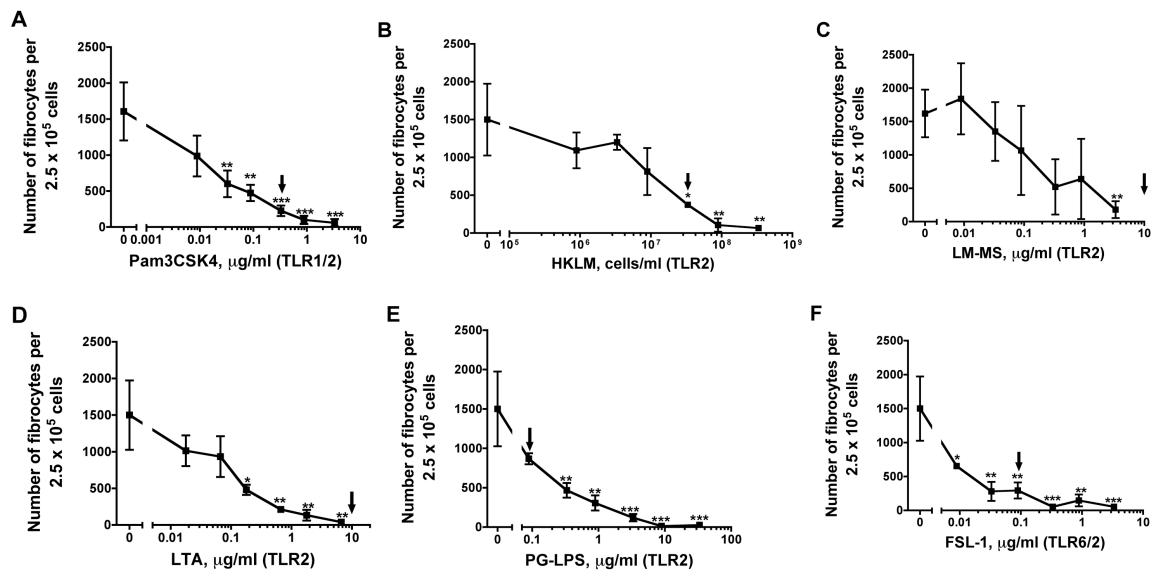 A
Number of fibrocytes per
2.5 x 10⁵ cells
2500
2000
1500
1000
500
0
** ** *** *** ***
0 0.001 0.01 0.1 1 10
Pam3CSK4, μg/ml (TLR1/2)
B
Number of fibrocytes per
2.5 x 10⁵ cells
2500
2000
1500
1000
500
0
* ** **
0 10⁵ 10⁶ 10⁷ 10⁸ 10⁹
HKLM, cells/ml (TLR2)
C
Number of fibrocytes per
2.5 x 10⁵ cells
2500
2000
1500
1000
500
0
**
0 0.01 0.1 1 10
LM-MS, μg/ml (TLR2)
D
Number of fibrocytes per
2.5 x 10⁵ cells
2500
2000
1500
1000
500
0
* ** ** **
0 0.01 0.1 1 10
LTA, μg/ml (TLR2)
E
Number of fibrocytes per
2.5 x 10⁵ cells
2500
2000
1500
1000
500
0
** ** *** *** ***
0 0.1 1 10 100
PG-LPS, μg/ml (TLR2)
F
Number of fibrocytes per
2.5 x 10⁵ cells
2500
2000
1500
1000
500
0
* ** ** *** ** ***
0 0.01 0.1 1 10
FSL-1, μg/ml (TLR6/2)